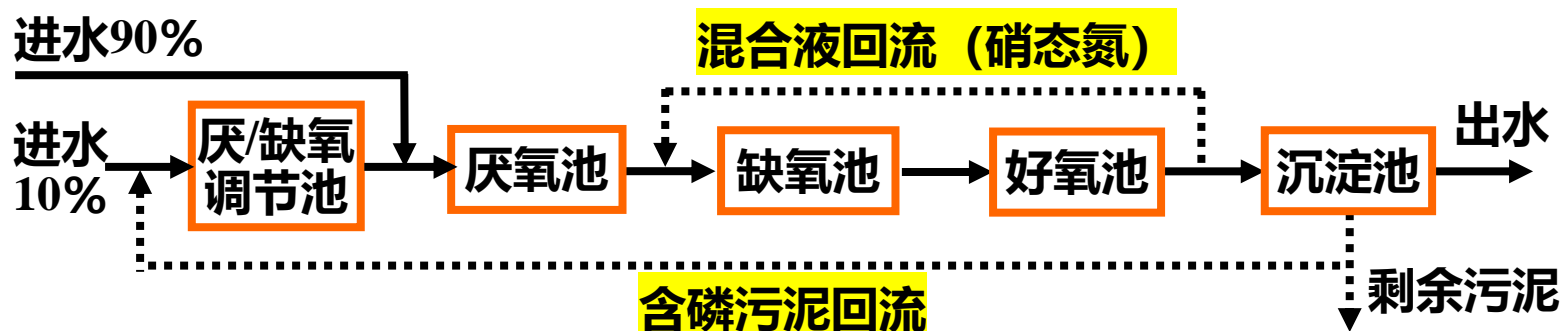 进水90%
混合液回流（硝态氮）
进水
10%
厌/缺氧
调节池
厌氧池
缺氧池
好氧池
沉淀池
出水
含磷污泥回流
剩余污泥